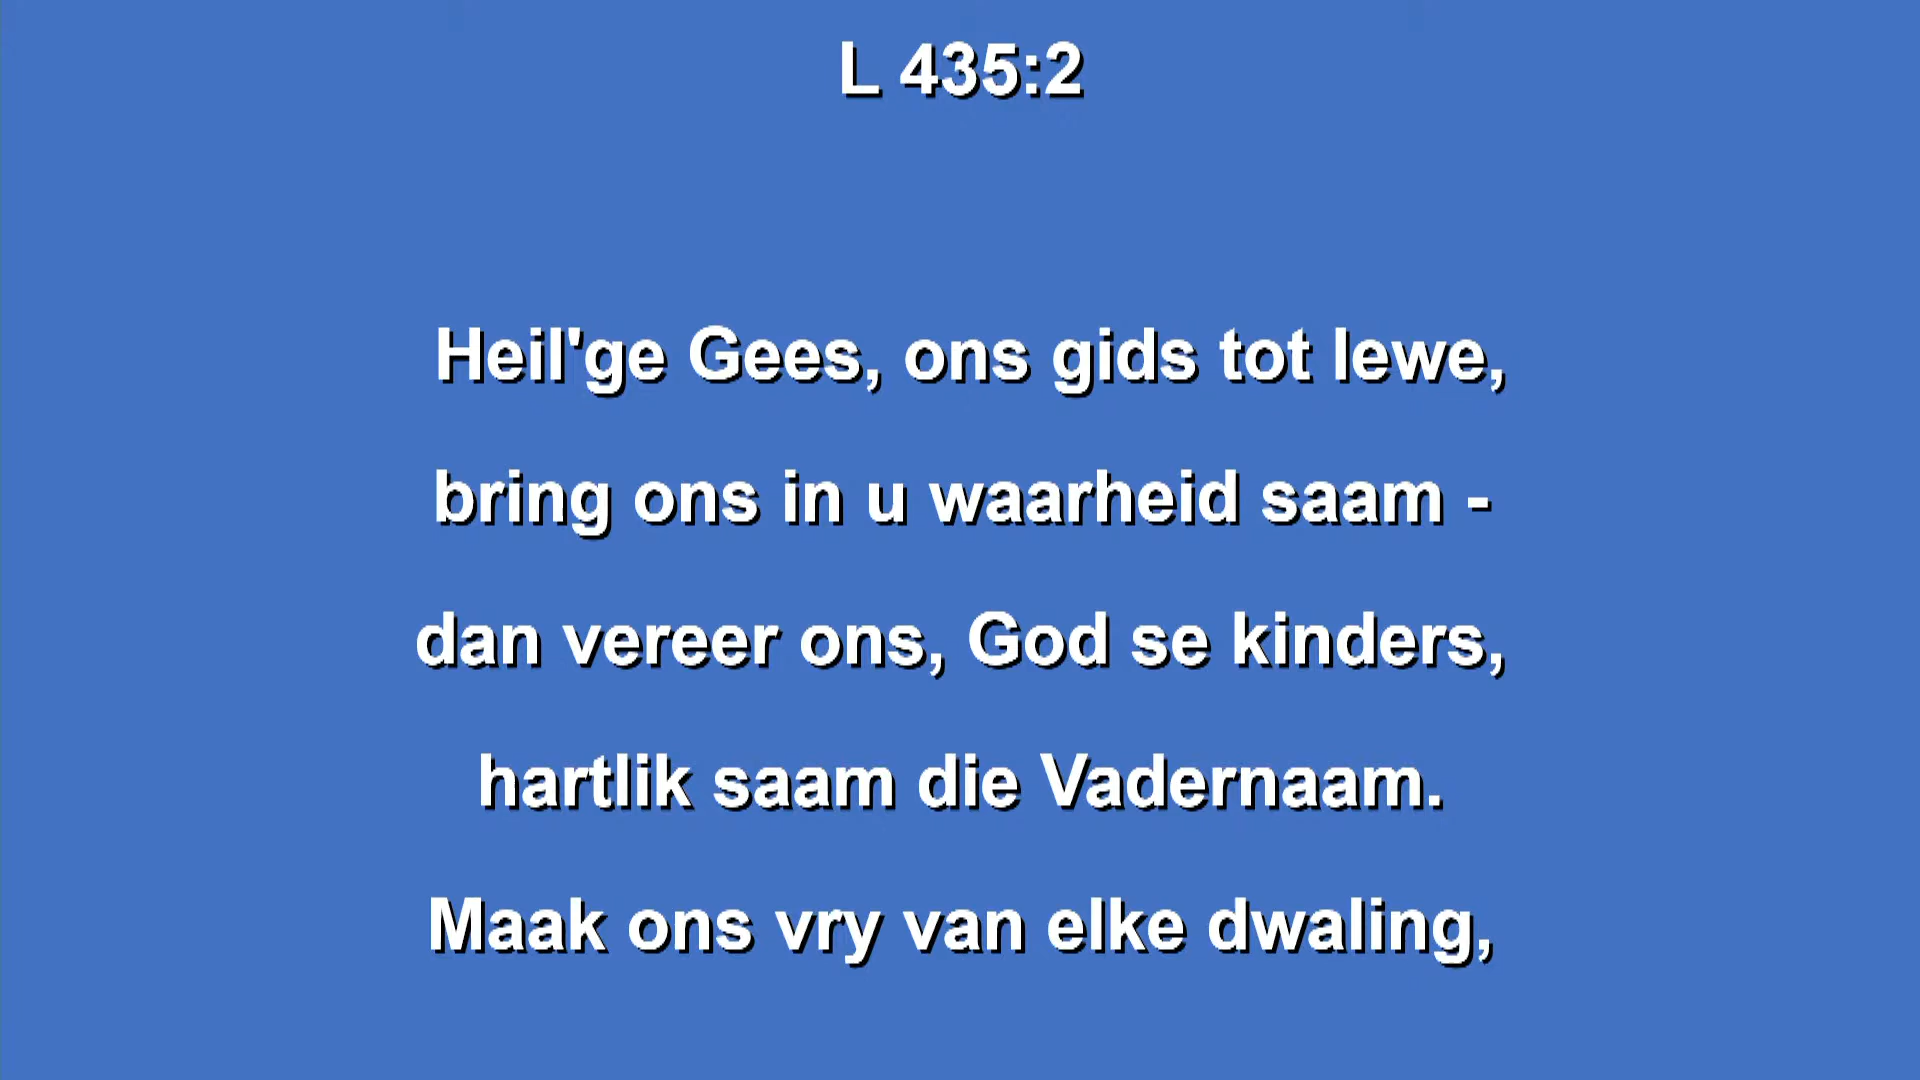 L 435:2
Heil'ge Gees, ons gids tot lewe,
bring ons in u waarheid saam -
dan vereer ons, God se kinders,
hartlik saam die Vadernaam.
Maak ons vry van elke dwaling,